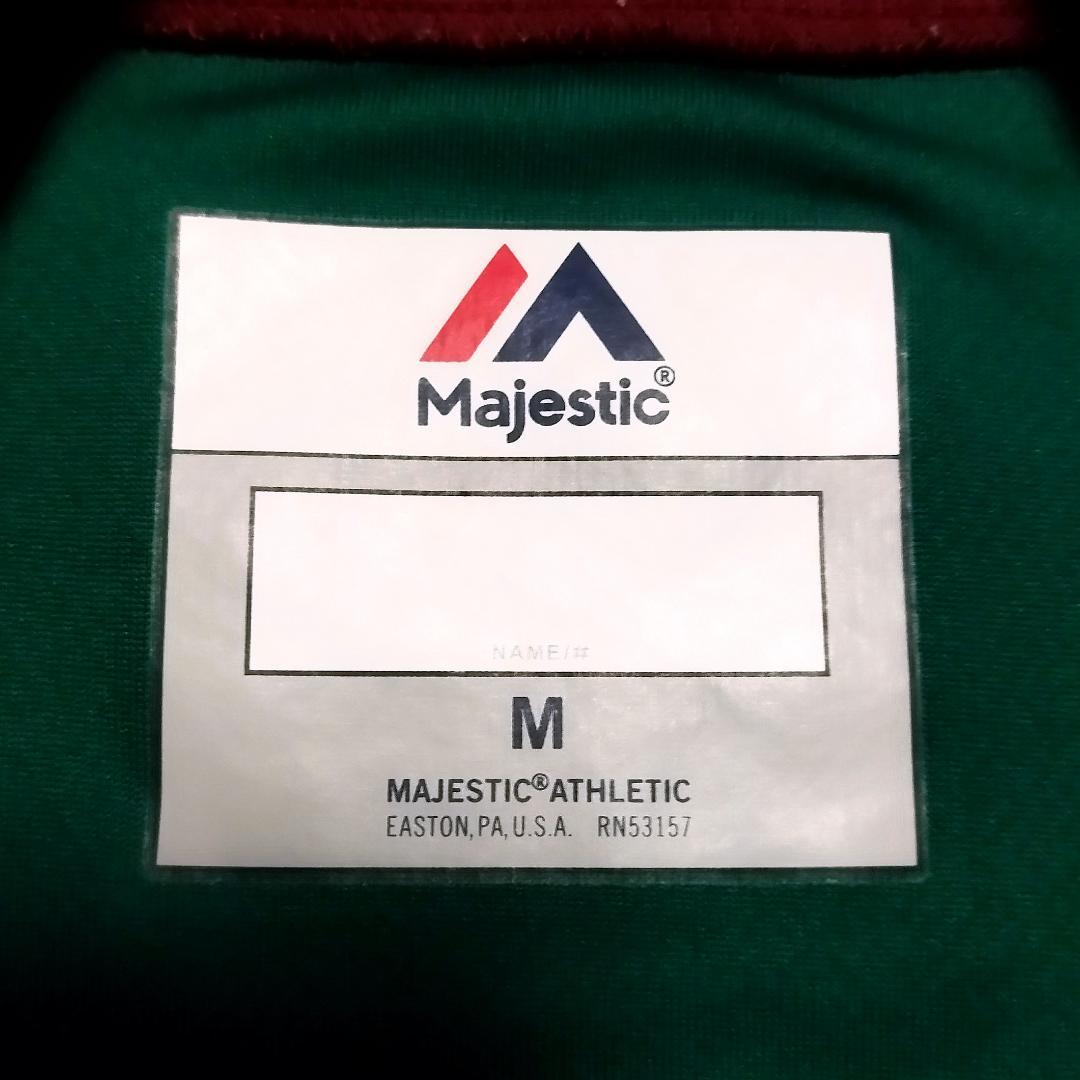 Majestic®
NAME/#
M
MAJESTIC®ATHLETIC
EASTON, PA, U.S.A. RN53157